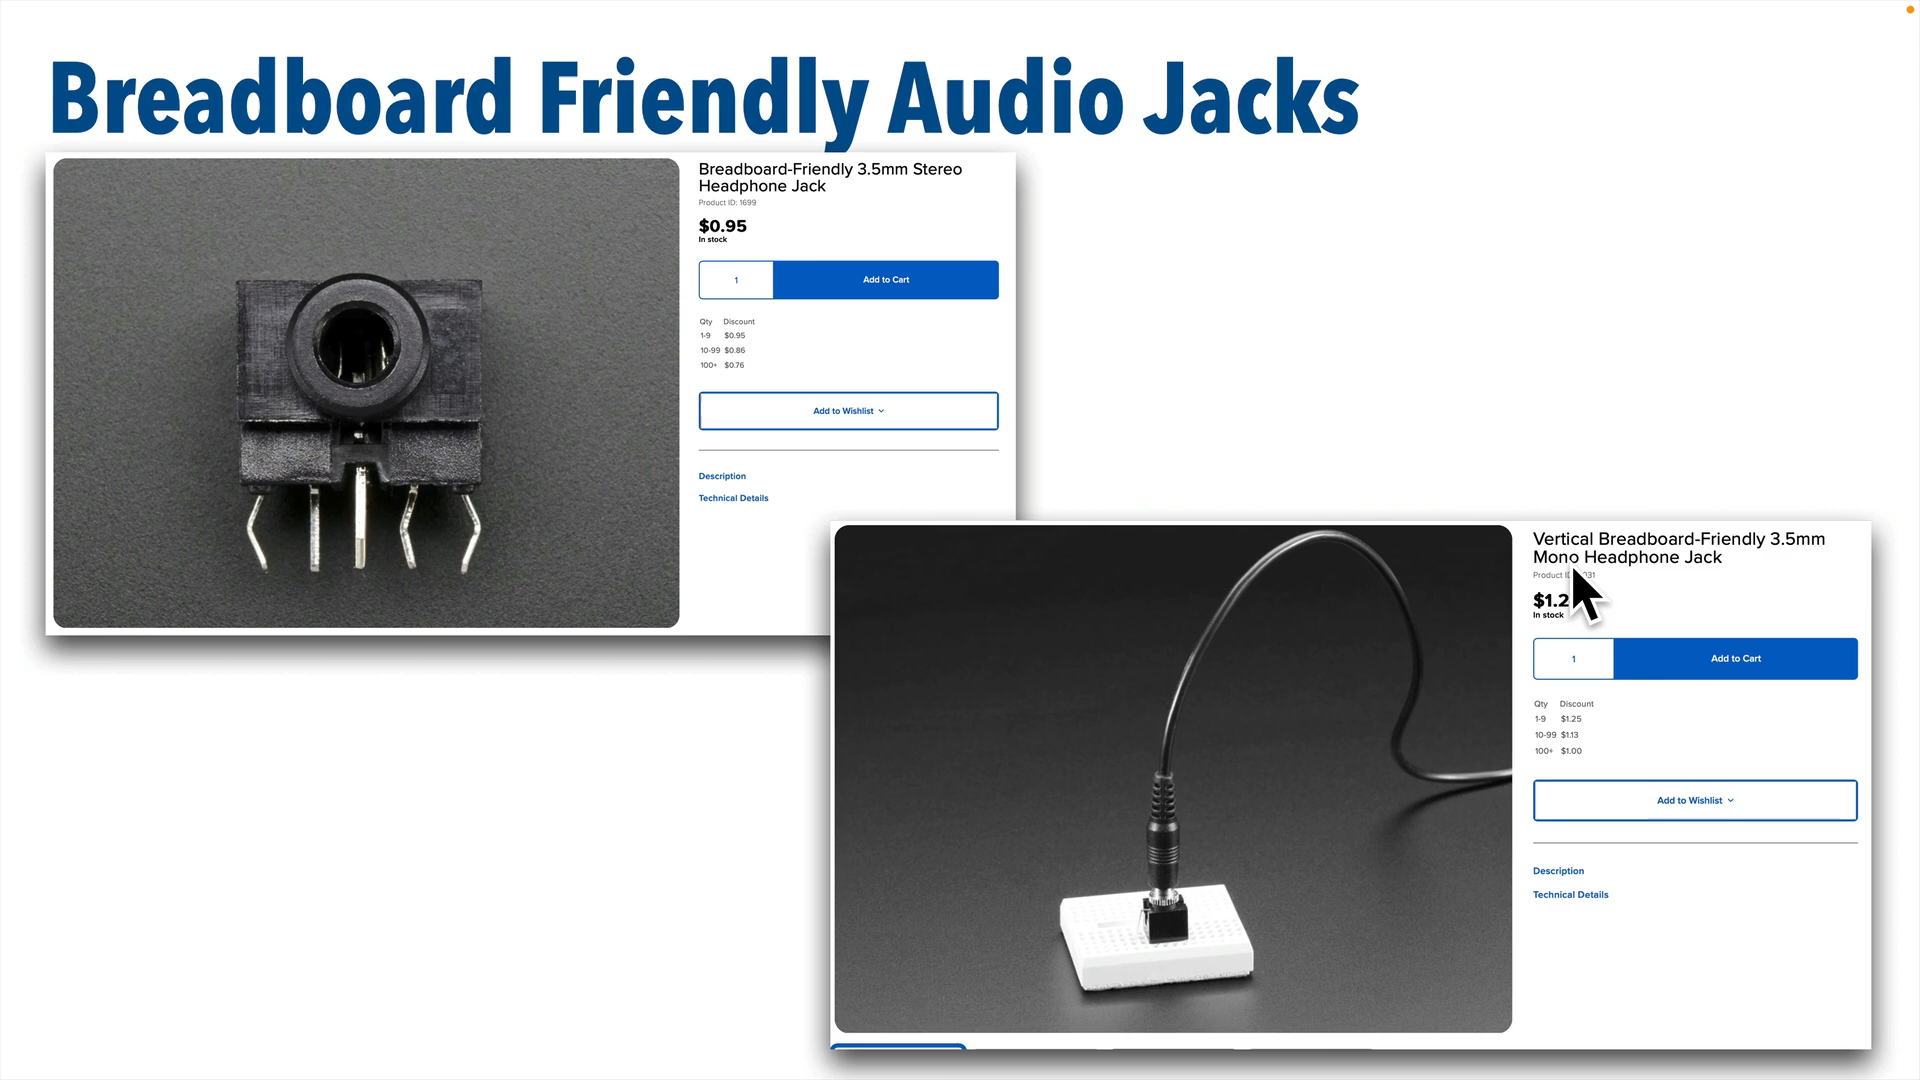 Breadboard Friendly Audio Jacks
Breadboard-Friendly 3.5mm Stereo
Headphone Jack
Product ID: 1699
$0.95
In stock
1
Add to Cart
Qty Discount
1-9 $0.95
10-99 $0.86
100+ $0.76
Add to Wishlist
Description
Technical Details
Vertical Breadboard-Friendly 3.5mm
Mono Headphone Jack
Product
In stock
1
Add to Cart
Qty Discount
1-9 $1.25
10-99 $1.13
100+ $1.00
Add to Wishlist
Description
Technical Details